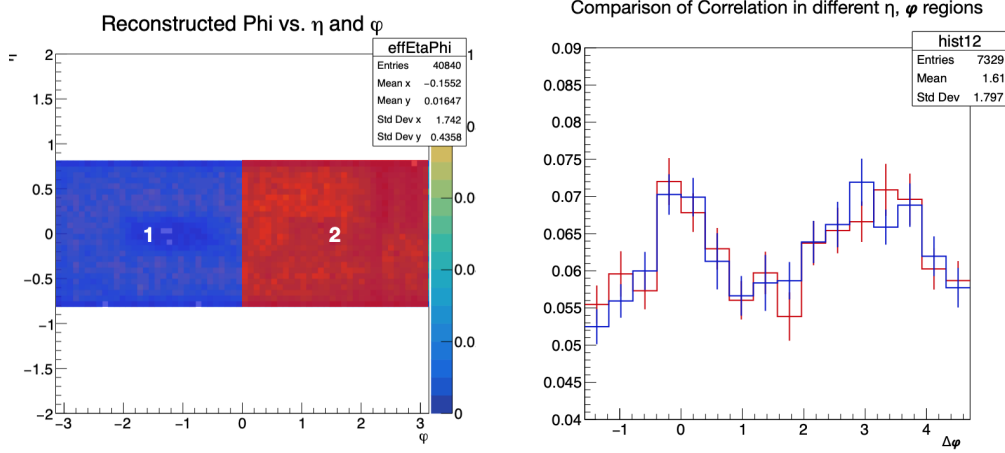 Reconstructed Phi vs. η and φ
effEtaPhi
Entries 40840
Mean x −0.1552
Mean y 0.01647
Std Dev x 1.742
Std Dev y 0.4358
1
0
0.0
0.0
0.0
0
2
1.5
1
0.5
0
−0.5
−1
−1.5
−2
1
2
−3 −2 −1 0 1 2 3
φ
Comparison of Correlation in different η, φ regions
hist12
Entries 7329
Mean 1.61
Std Dev 1.797
0.09
0.085
0.08
0.075
0.07
0.065
0.06
0.055
0.05
0.045
0.04
−1 0 1 2 3 4
Δφ